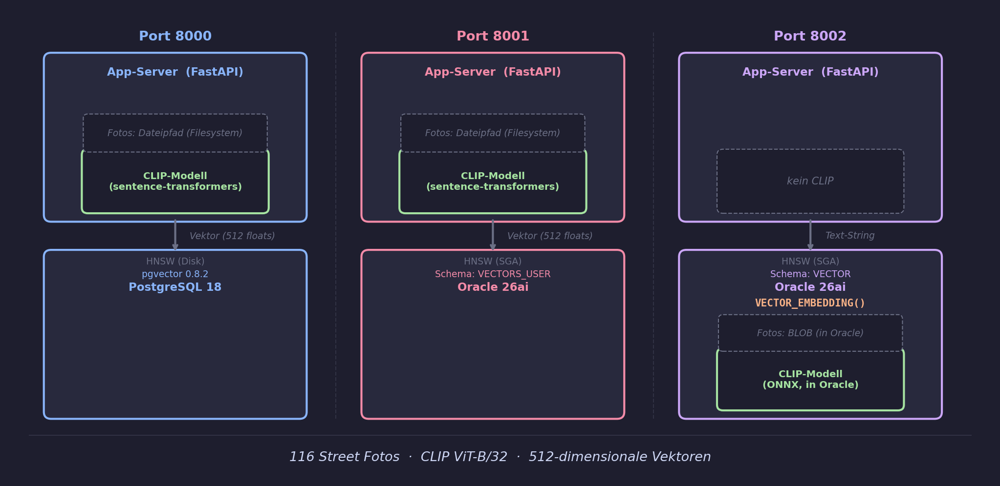 Port 8000
App-Server (FastAPI)
Fotos: Dateipfad (Filesystem)
CLIP-Modell
(sentence-transformers)
Vektor (512 floats)
HNSW (Disk)
pgvector 0.8.2
PostgreSQL 18
Port 8001
App-Server (FastAPI)
Fotos: Dateipfad (Filesystem)
CLIP-Modell
(sentence-transformers)
Vektor (512 floats)
HNSW (SGA)
Schema: VECTORS_USER
Oracle 26ai
Port 8002
App-Server (FastAPI)
kein CLIP
Text-String
HNSW (SGA)
Schema: VECTOR
Oracle 26ai
VECTOR_EMBEDDING()
Fotos: BLOB (in Oracle)
CLIP-Modell
(ONNX, in Oracle)
116 Street Fotos · CLIP ViT-B/32 · 512-dimensionale Vektoren